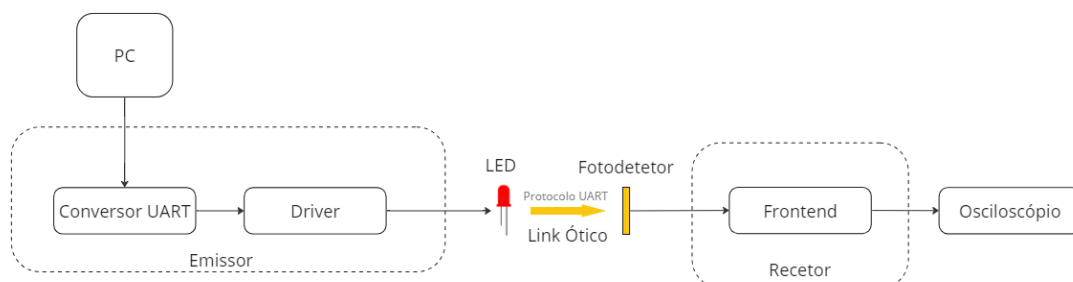 PC
LED
Fotodetetor
Conversor UART
Driver
Protocolo UART
Link Ótico
Frontend
Osciloscópio
Emissor
Recetor